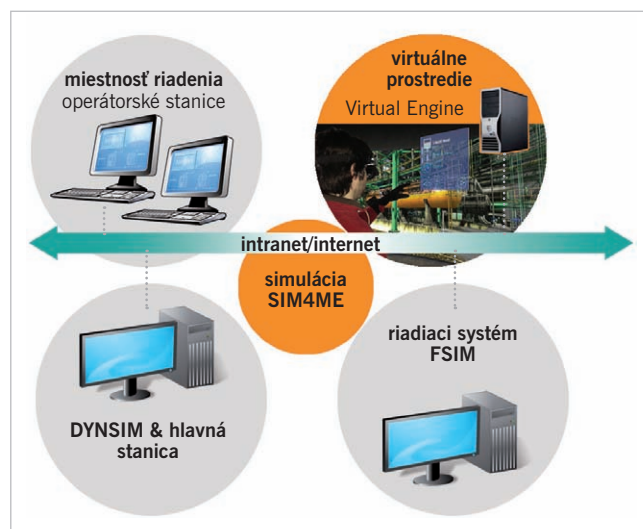 miestnosť riadenia
operátorské stanice
virtuálne
prostredie
Virtual Engine
intranet/internet
simulácia
SIM4ME
riadiaci systém
FSIM
DYNSIM & hlavná
stanica